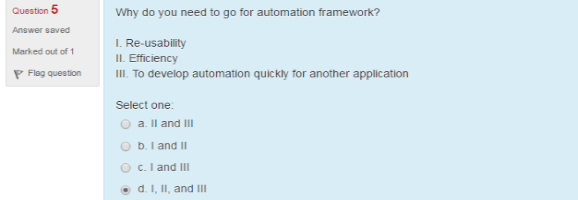 Question 5
Answer saved
Marked out of 1
Flag question
Why do you need to go for automation framework?
I. Re-usability
II. Efficiency
III. To develop automation quickly for another application
Select one:
a. II and III
b. I and II
c. I and III
d. I, II, and III